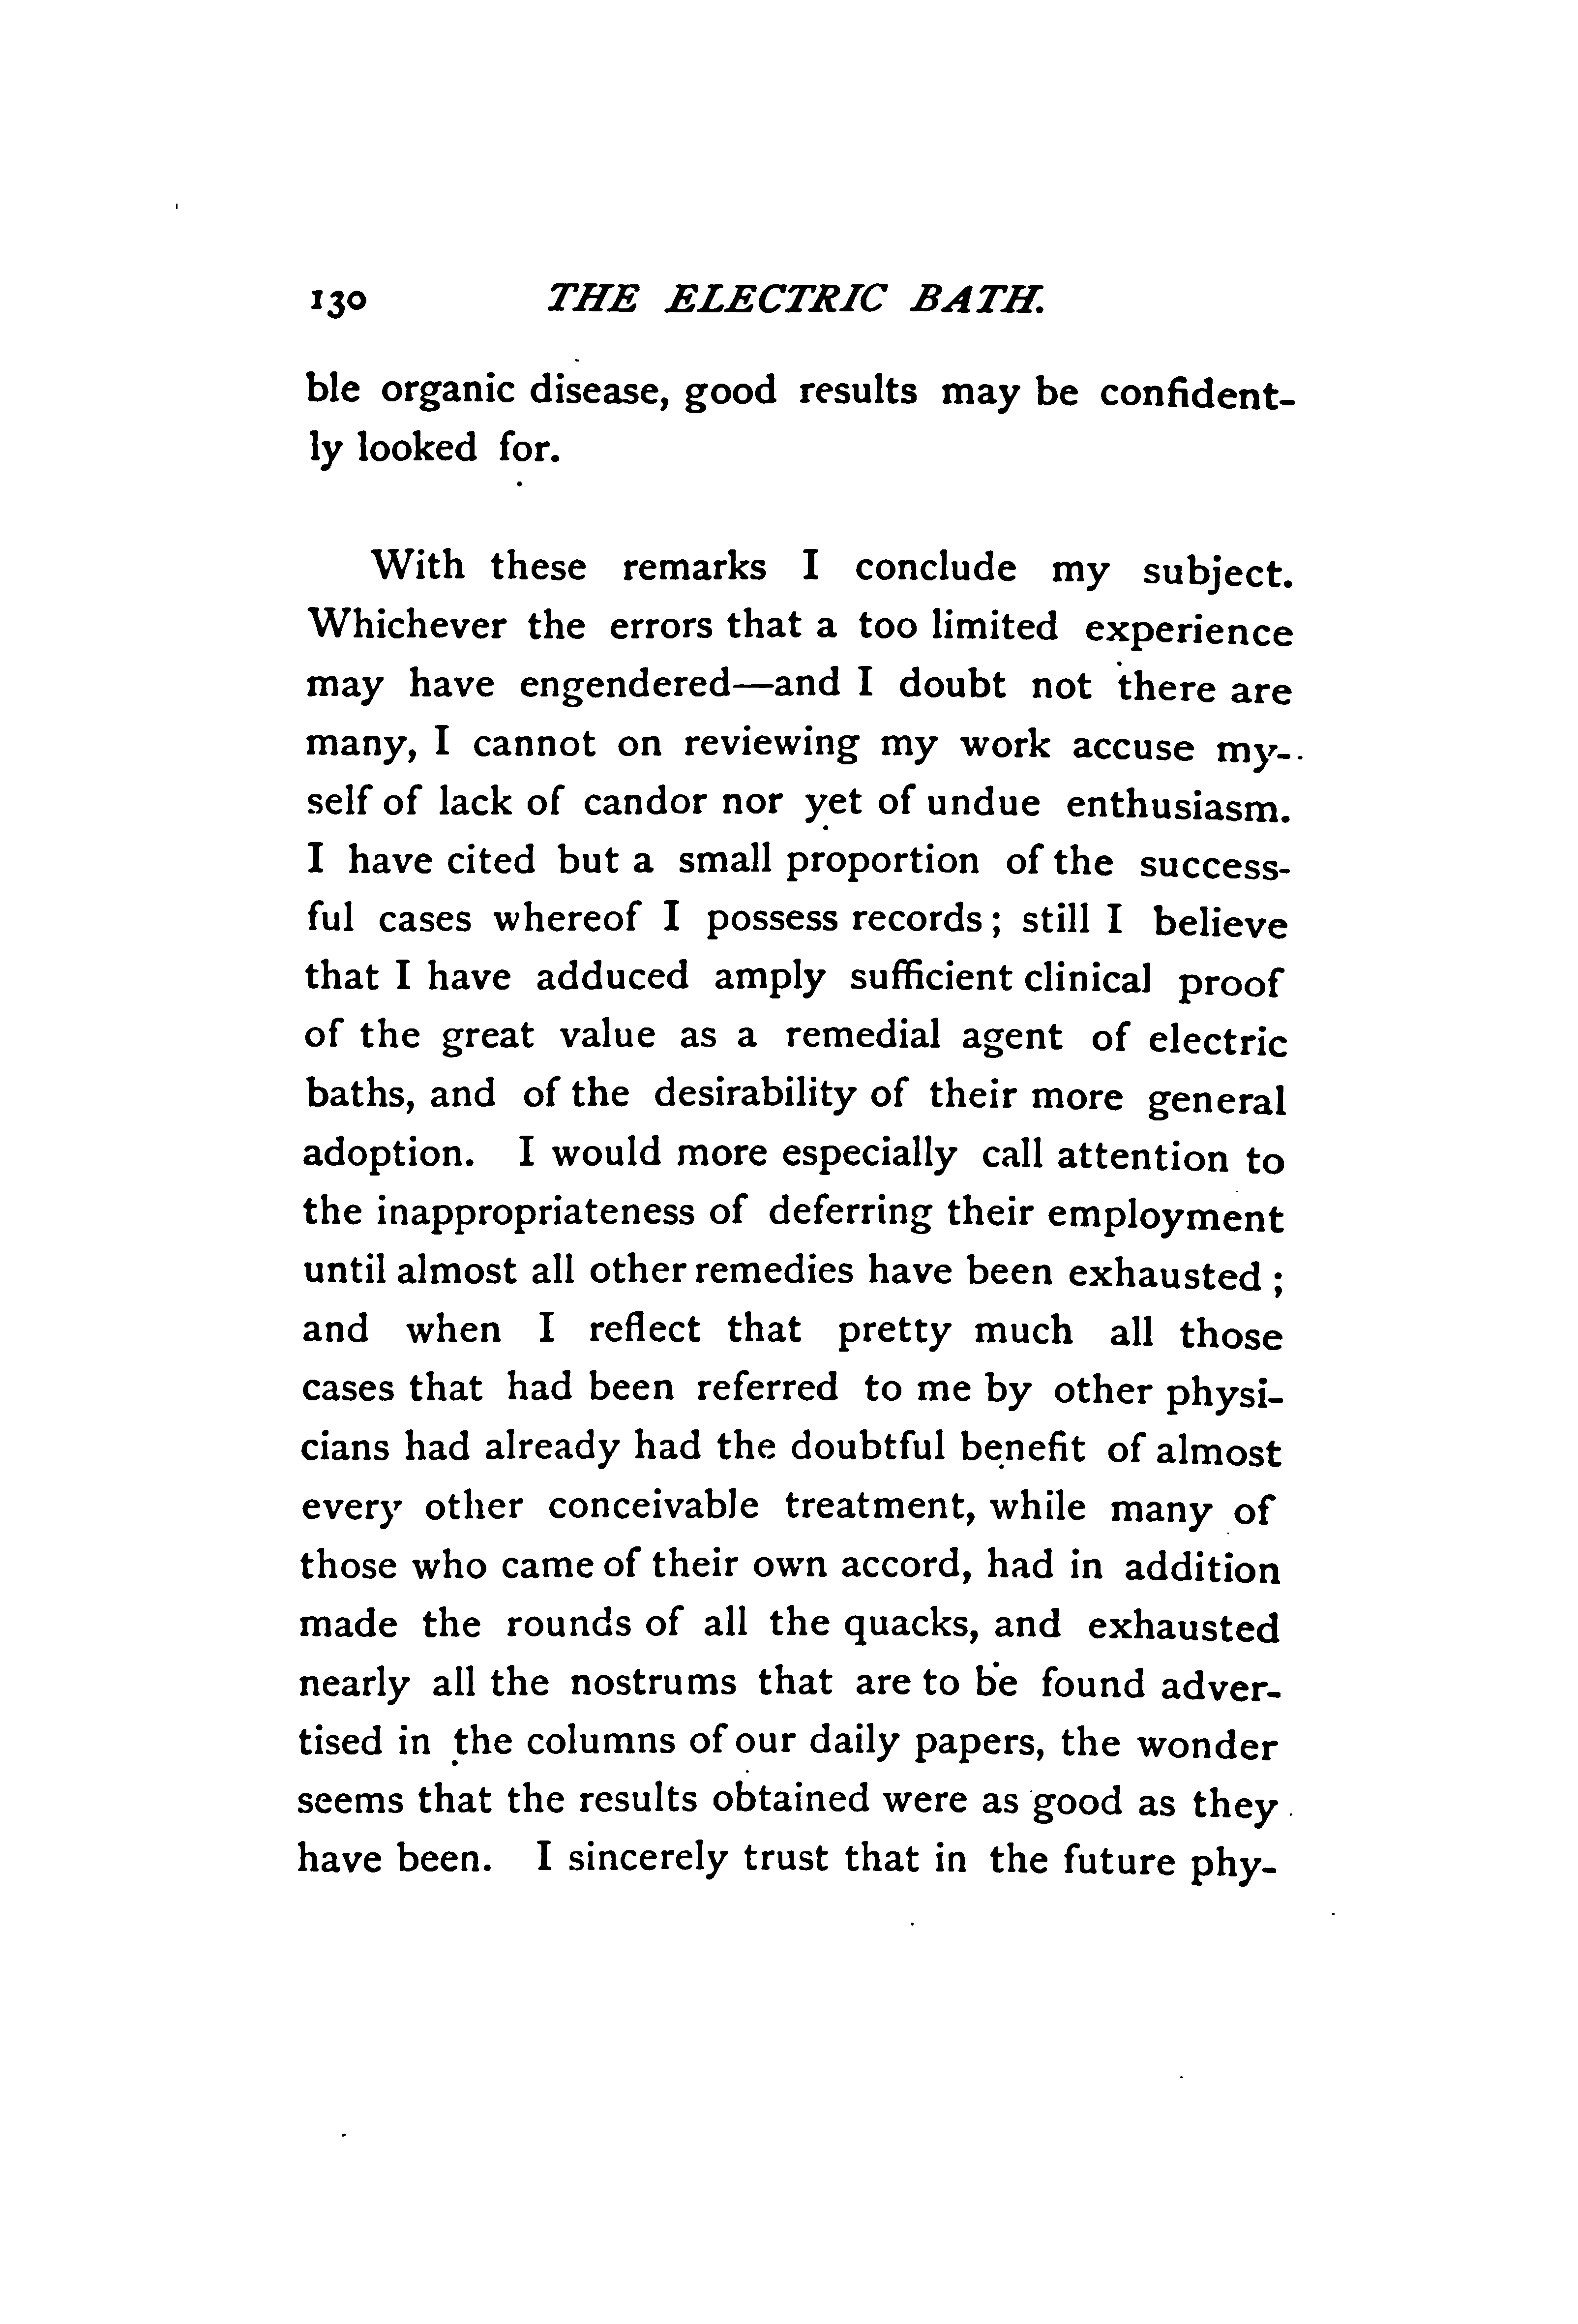 130 THE ELECTRIC BATH.
ble organic disease, good results may be confident-
ly looked for.
With these remarks I conclude my subject.
Whichever the errors that a too limited experience
may have engendered—and I doubt not there are
many, I cannot on reviewing my work accuse my-
self of lack of candor nor yet of undue enthusiasm.
I have cited but a small proportion of the success-
ful cases whereof I possess records; still I believe
that I have adduced amply sufficient clinical proof
of the great value as a remedial agent of electric
baths, and of the desirability of their more general
adoption. I would more especially call attention to
the inappropriateness of deferring their employment
until almost all other remedies have been exhausted;
and when I reflect that pretty much all those
cases that had been referred to me by other physi-
cians had already had the doubtful benefit of almost
every other conceivable treatment, while many of
those who came of their own accord, had in addition
made the rounds of all the quacks, and exhausted
nearly all the nostrums that are to be found adver-
tised in the columns of our daily papers, the wonder
seems that the results obtained were as good as they
have been. I sincerely trust that in the future phy-